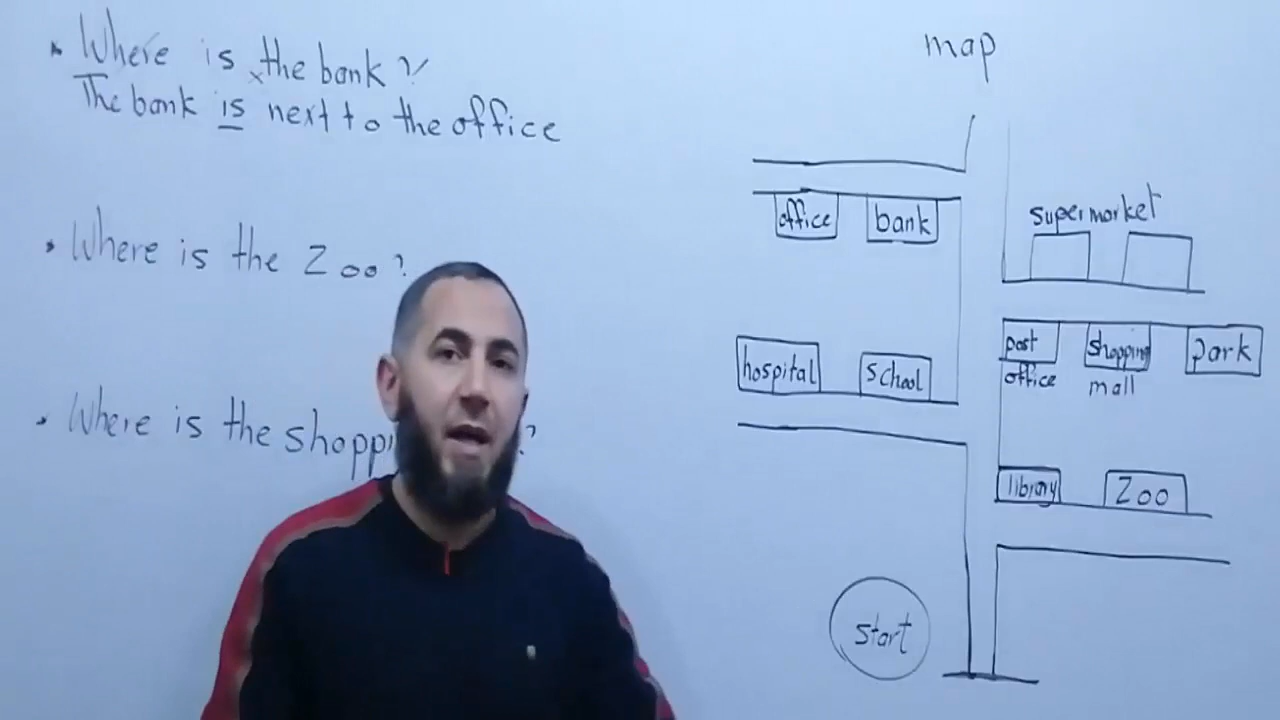 Where is the bank?
The bank is next to the office
Where is the Zoo?
Where is the shoppi ?
map
office bank
supermarket
hospital school
post office
shopping mall
park
library Zoo
start